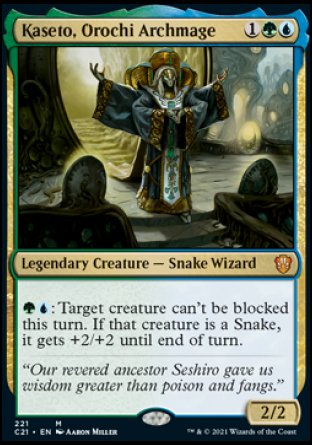 Kaseto, Orochi Archmage 1
Legendary Creature — Snake Wizard
: Target creature can't be blocked
this turn. If that creature is a Snake,
it gets +2/+2 until end of turn.
“Our revered ancestor Seshiro gave us
wisdom greater than poison and fangs.”
2/2
221 M
C21 • EN Aaron Miller
™ & © 2021 Wizards of the Coast